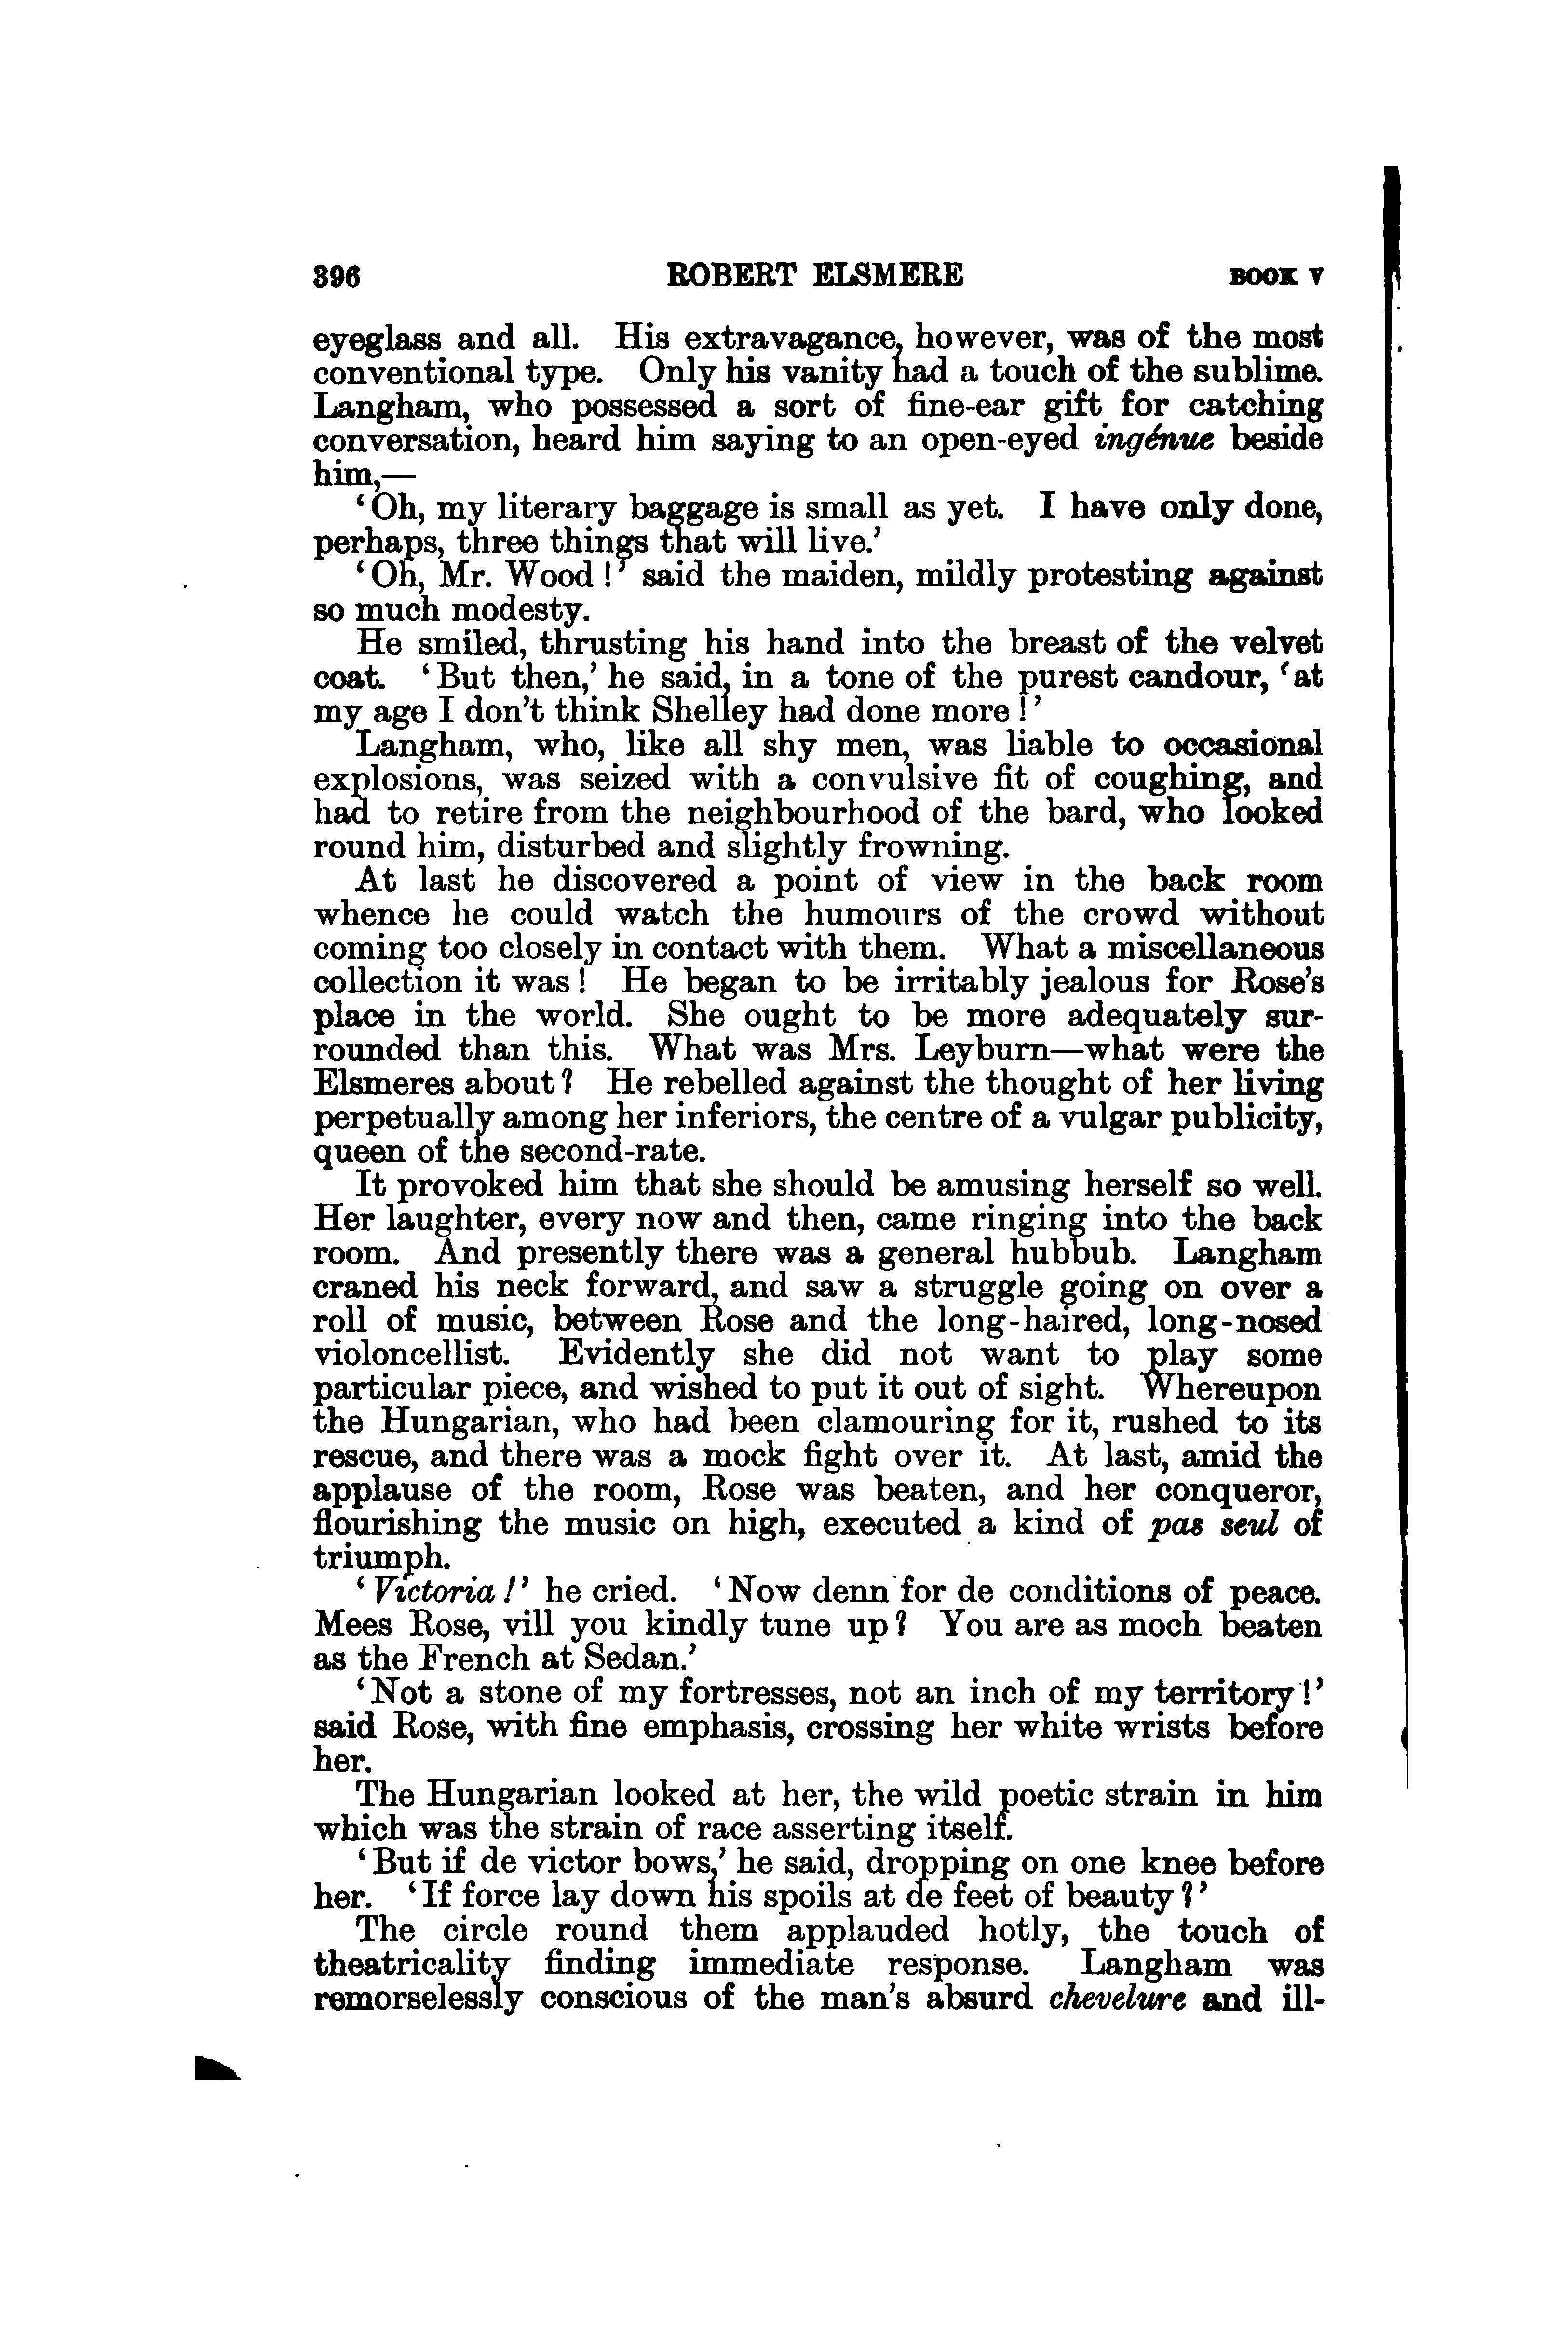 396 ROBERT ELSMERE BOOK V
eyeglass and all. His extravagance, however, was of the most
conventional type. Only his vanity had a touch of the sublime.
Langham, who possessed a sort of fine-ear gift for catching
conversation, heard him saying to an open-eyed ingénue beside
him,—
‘Oh, my literary baggage is small as yet. I have only done,
perhaps, three things that will live.’
‘Oh, Mr. Wood!’ said the maiden, mildly protesting against
so much modesty.
He smiled, thrusting his hand into the breast of the velvet
coat. ‘But then,’ he said, in a tone of the purest candour, ‘at
my age I don't think Shelley had done more!’
Langham, who, like all shy men, was liable to occasional
explosions, was seized with a convulsive fit of coughing, and
had to retire from the neighbourhood of the bard, who looked
round him, disturbed and slightly frowning.
At last he discovered a point of view in the back room
whence he could watch the humours of the crowd without
coming too closely in contact with them. What a miscellaneous
collection it was! He began to be irritably jealous for Rose's
place in the world. She ought to be more adequately sur-
rounded than this. What was Mrs. Leyburn—what were the
Elsmeres about? He rebelled against the thought of her living
perpetually among her inferiors, the centre of a vulgar publicity,
queen of the second-rate.
It provoked him that she should be amusing herself so well.
Her laughter, every now and then, came ringing into the back
room. And presently there was a general hubbub. Langham
craned his neck forward, and saw a struggle going on over a
roll of music, between Rose and the long-haired, long-nosed
violoncellist. Evidently she did not want to play some
particular piece, and wished to put it out of sight. Whereupon
the Hungarian, who had been clamouring for it, rushed to its
rescue, and there was a mock fight over it. At last, amid the
applause of the room, Rose was beaten, and her conqueror,
flourishing the music on high, executed a kind of pas seul of
triumph.
‘Victoria!’ he cried. ‘Now denn for de conditions of peace.
Mees Rose, vill you kindly tune up? You are as moch beaten
as the French at Sedan.’
‘Not a stone of my fortresses, not an inch of my territory!’
said Rose, with fine emphasis, crossing her white wrists before
her.
The Hungarian looked at her, the wild poetic strain in him
which was the strain of race asserting itself.
‘But if de victor bows,’ he said, dropping on one knee before
her. ‘If force lay down his spoils at de feet of beauty?’
The circle round them applauded hotly, the touch of
theatricality finding immediate response. Langham was
remorselessly conscious of the man's absurd chevelure and ill-